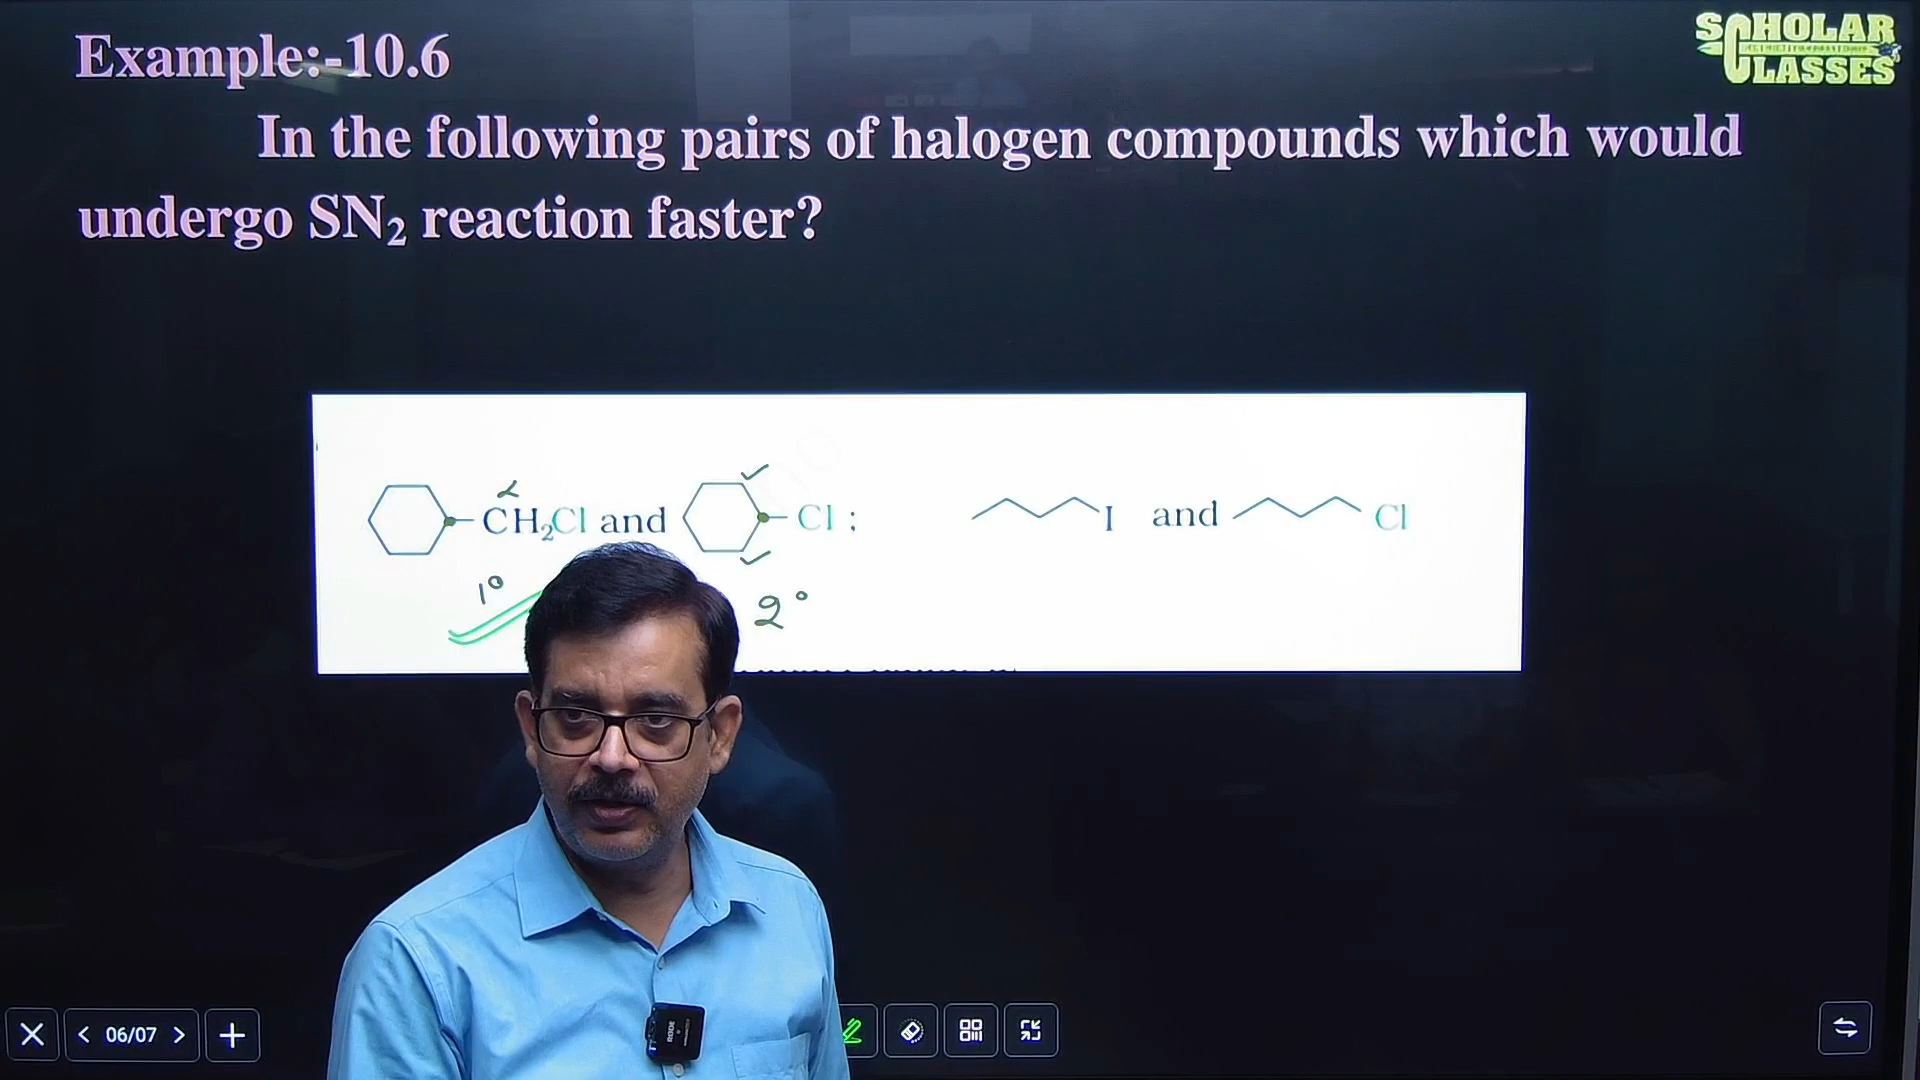 Example:-10.6
SCHOLAR
CLASSES
In the following pairs of halogen compounds which would
undergo SN₂ reaction faster?
α
CH₂Cl and Cl : I and Cl
1° 2°
06/07
RODE